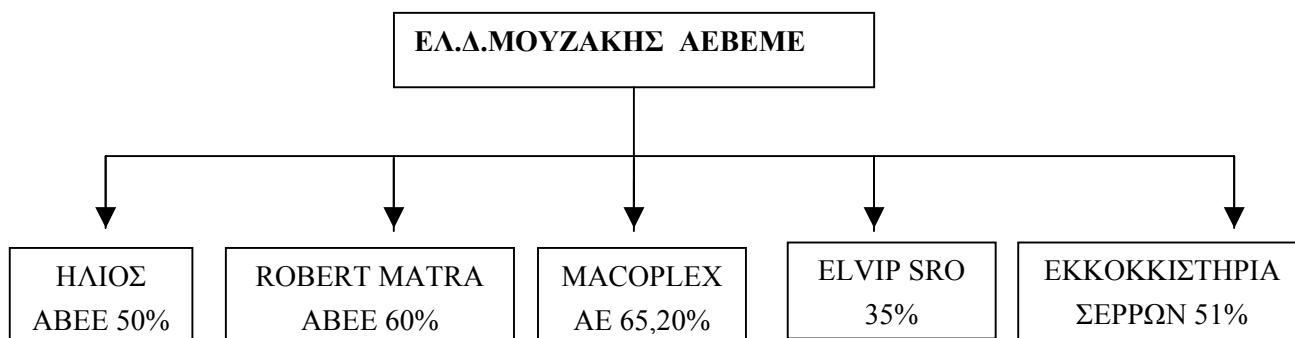 ΕΛ.Δ.ΜΟΥΖΑΚΗΣ ΑΕΒΕΜΕ
ΗΛΙΟΣ
ΑΒΕΕ 50%
ROBERT MATRA
ΑΒΕΕ 60%
MACOPLEX
ΑΕ 65,20%
ELVIP SRO
35%
ΕΚΚΟΚΚΙΣΤΗΡΙΑ
ΣΕΡΡΩΝ 51%